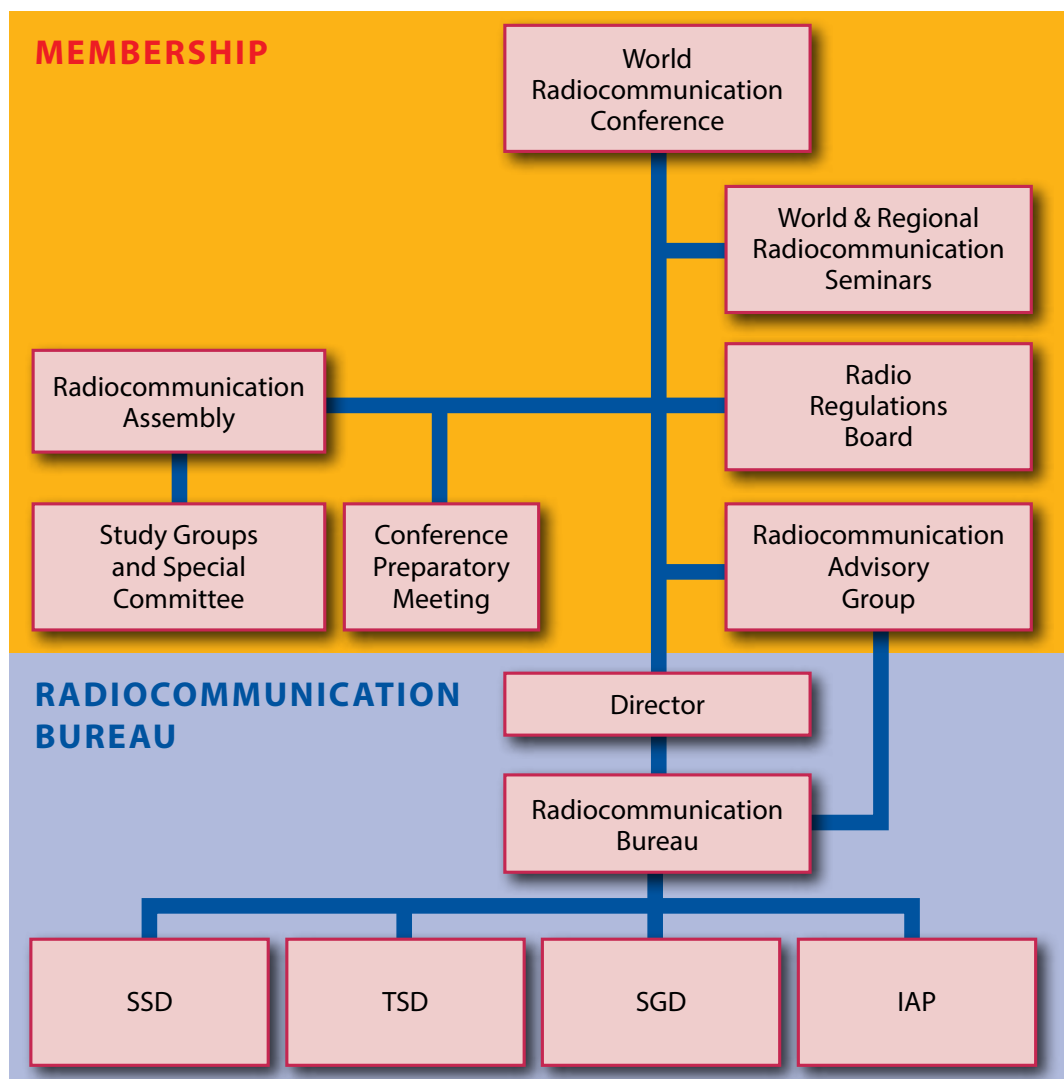 MEMBERSHIP
World
Radiocommunication
Conference
World & Regional
Radiocommunication
Seminars
Radiocommunication
Assembly
Radio
Regulations
Board
Study Groups
and Special
Committee
Conference
Preparatory
Meeting
Radiocommunication
Advisory
Group
RADIOCOMMUNICATION
BUREAU
Director
Radiocommunication
Bureau
SSD
TSD
SGD
IAP